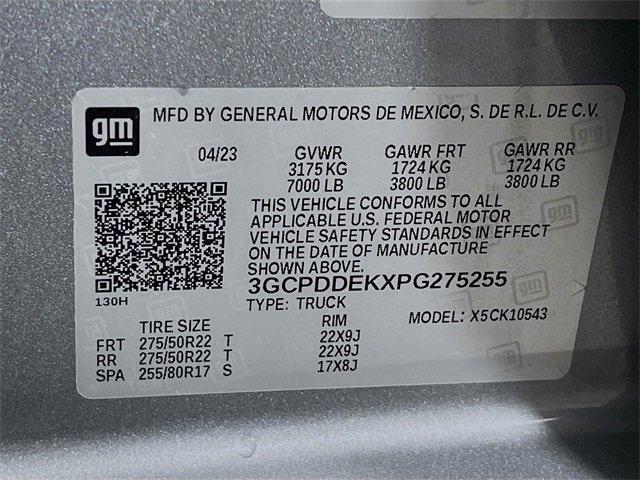 gm
MFD BY GENERAL MOTORS DE MEXICO, S. DE R.L. DE C.V.
04/23 GVWR GAWR FRT GAWR RR
3175 KG 1724 KG 1724 KG
7000 LB 3800 LB 3800 LB
THIS VEHICLE CONFORMS TO ALL
APPLICABLE U.S. FEDERAL MOTOR
VEHICLE SAFETY STANDARDS IN EFFECT
ON THE DATE OF MANUFACTURE
SHOWN ABOVE.
3GCPDDEKXPG275255
130H
TYPE: TRUCK
TIRE SIZE RIM MODEL: X5CK10543
FRT 275/50R22 T 22X9J
RR 275/50R22 T 22X9J
SPA 255/80R17 S 17X8J